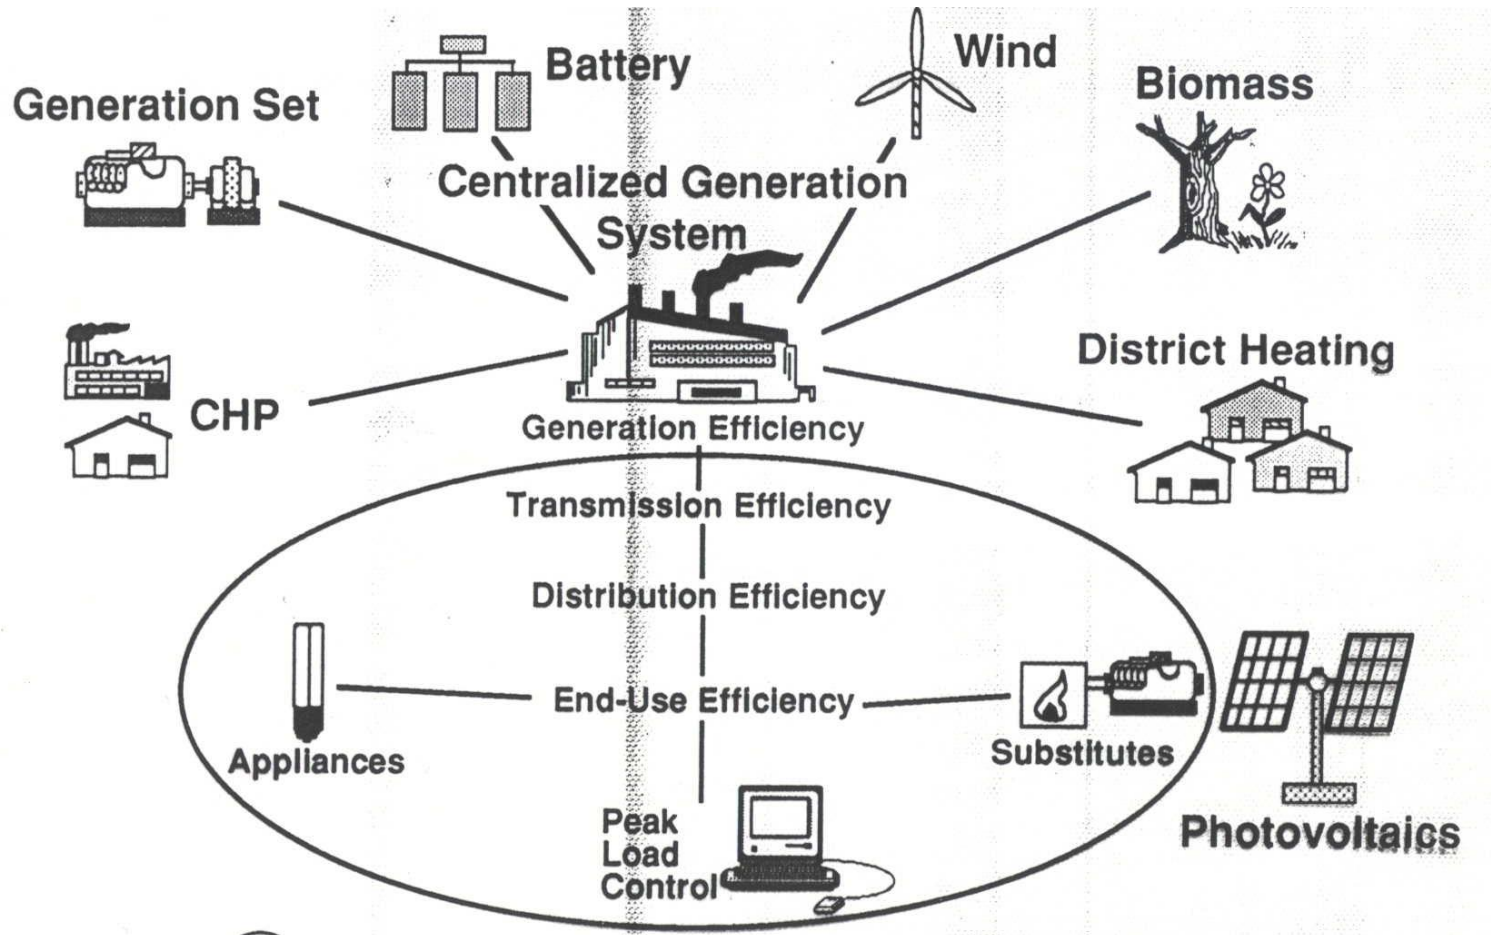 Battery
Wind
Biomass
Generation Set
Centralized Generation
System
District Heating
CHP
Generation Efficiency
Transmission Efficiency
Distribution Efficiency
End-Use Efficiency
Appliances
Substitutes
Photovoltaics
Peak
Load
Control